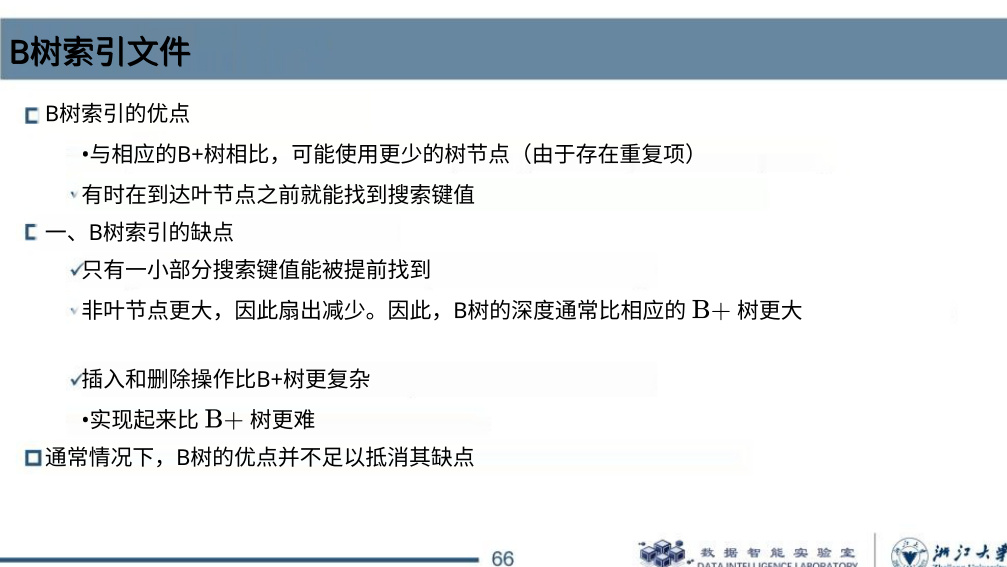 B树索引文件
B树索引的优点
•与相应的B+树相比，可能使用更少的树节点（由于存在重复项）
有时在到达叶节点之前就能找到搜索键值
一、B树索引的缺点
✓只有一小部分搜索键值能被提前找到
非叶节点更大，因此扇出减少。因此，B树的深度通常比相应的 B+ 树更大
✓插入和删除操作比B+树更复杂
•实现起来比 B+ 树更难
通常情况下，B树的优点并不足以抵消其缺点
66
数据智能实验室
DATA INTELLIGENCE LABORATORY
浙江大学
Zhejiang University